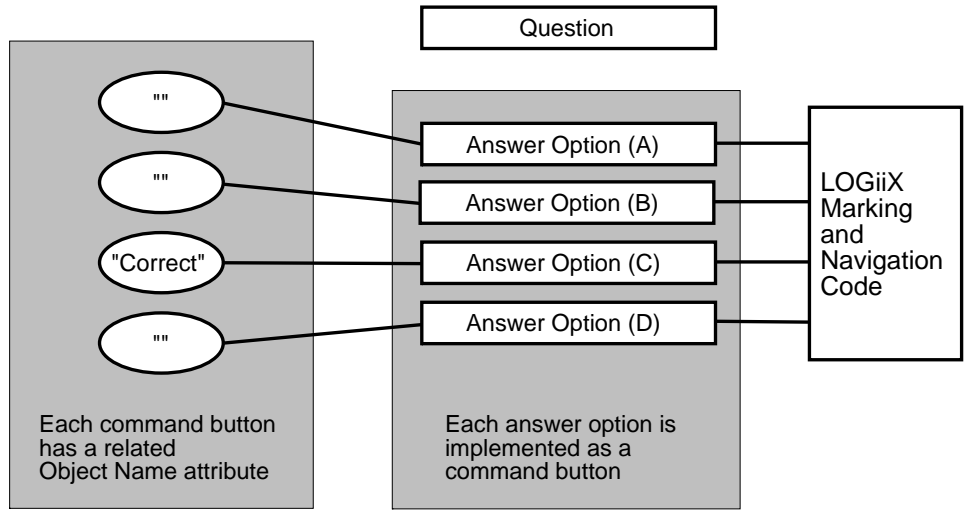 Question
""
""
"Correct"
""
Each command button
has a related
Object Name attribute
Answer Option (A)
Answer Option (B)
Answer Option (C)
Answer Option (D)
Each answer option is
implemented as a
command button
LOGiiX
Marking
and
Navigation
Code